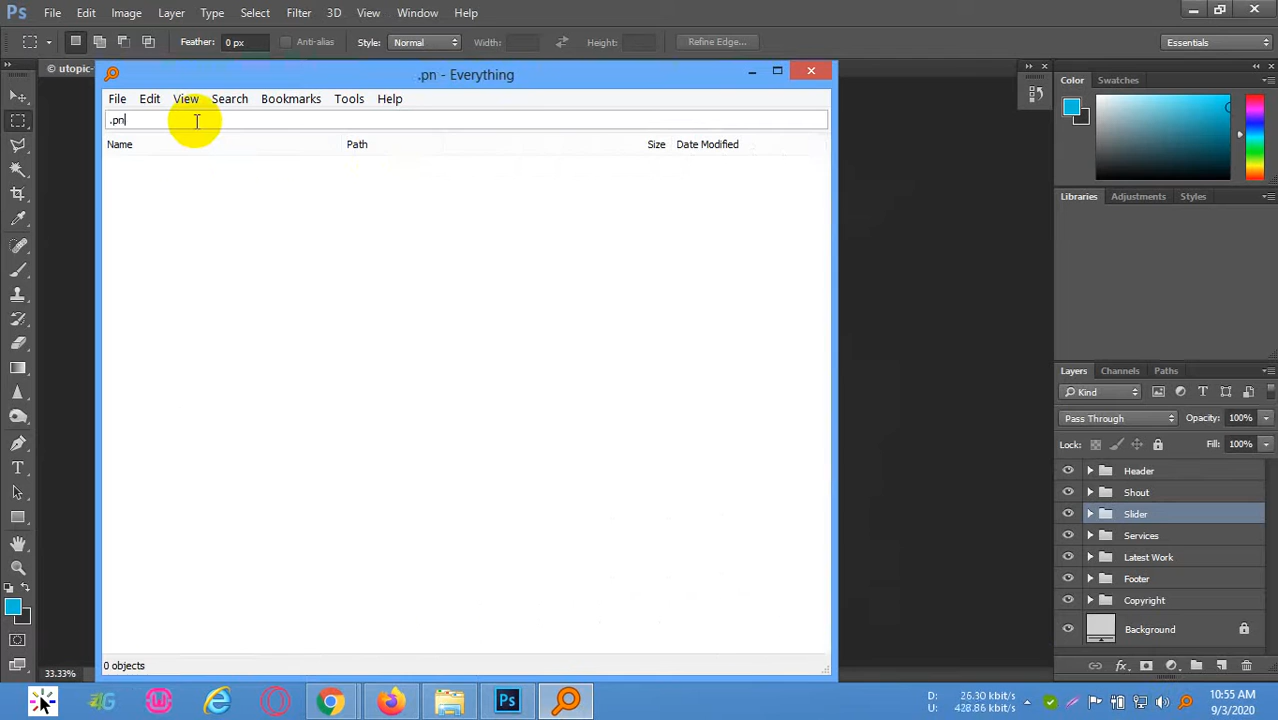 Ps File Edit Image Layer Type Select Filter 3D View Window Help
Feather: 0 px Anti-alias Style: Normal Width: Height: Refine Edge... Essentials
© utopic-
.pn - Everything
File Edit View Search Bookmarks Tools Help
.pn
Name Path Size Date Modified
0 objects
Color Swatches
Libraries Adjustments Styles
Layers Channels Paths
Kind
Pass Through Opacity: 100%
Lock: Fill: 100%
Header
Shout
Slider
Services
Latest Work
Footer
Copyright
Background
33.33%
Ps
D: 26.30 kbit/s
U: 428.86 kbit/s
10:55 AM
9/3/2020